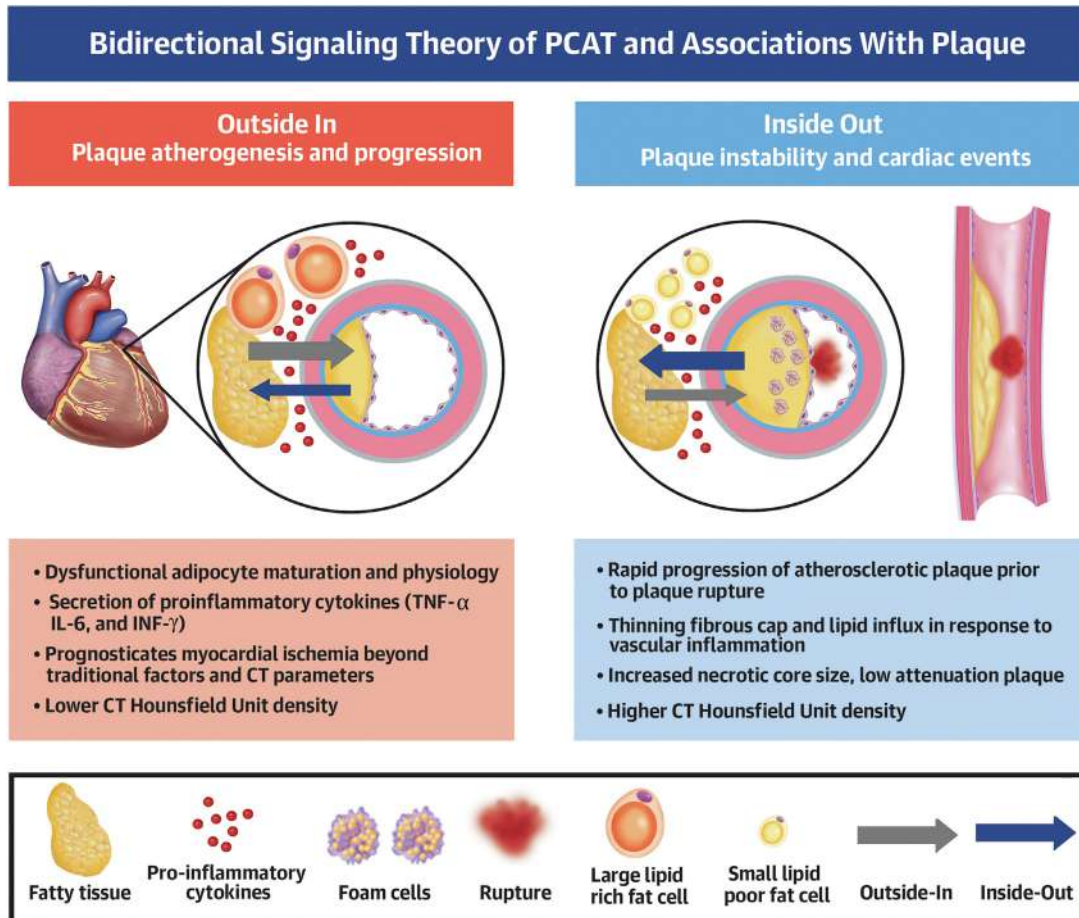 Bidirectional Signaling Theory of PCAT and Associations With Plaque
Outside In
Plaque atherogenesis and progression
Inside Out
Plaque instability and cardiac events
• Dysfunctional adipocyte maturation and physiology
• Secretion of proinflammatory cytokines (TNF-α
IL-6, and INF-γ)
• Prognosticates myocardial ischemia beyond
traditional factors and CT parameters
• Lower CT Hounsfield Unit density
• Rapid progression of atherosclerotic plaque prior
to plaque rupture
• Thinning fibrous cap and lipid influx in response to
vascular inflammation
• Increased necrotic core size, low attenuation plaque
• Higher CT Hounsfield Unit density
Fatty tissue
Pro-inflammatory
cytokines
Foam cells
Rupture
Large lipid
rich fat cell
Small lipid
poor fat cell
Outside-In
Inside-Out